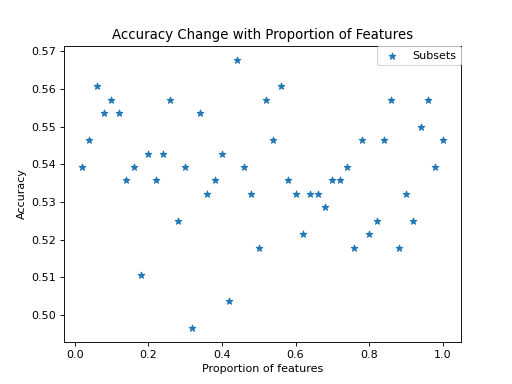 Accuracy Change with Proportion of Features
Subsets
Accuracy
0.57
0.56
0.55
0.54
0.53
0.52
0.51
0.50
0.0 0.2 0.4 0.6 0.8 1.0
Proportion of features